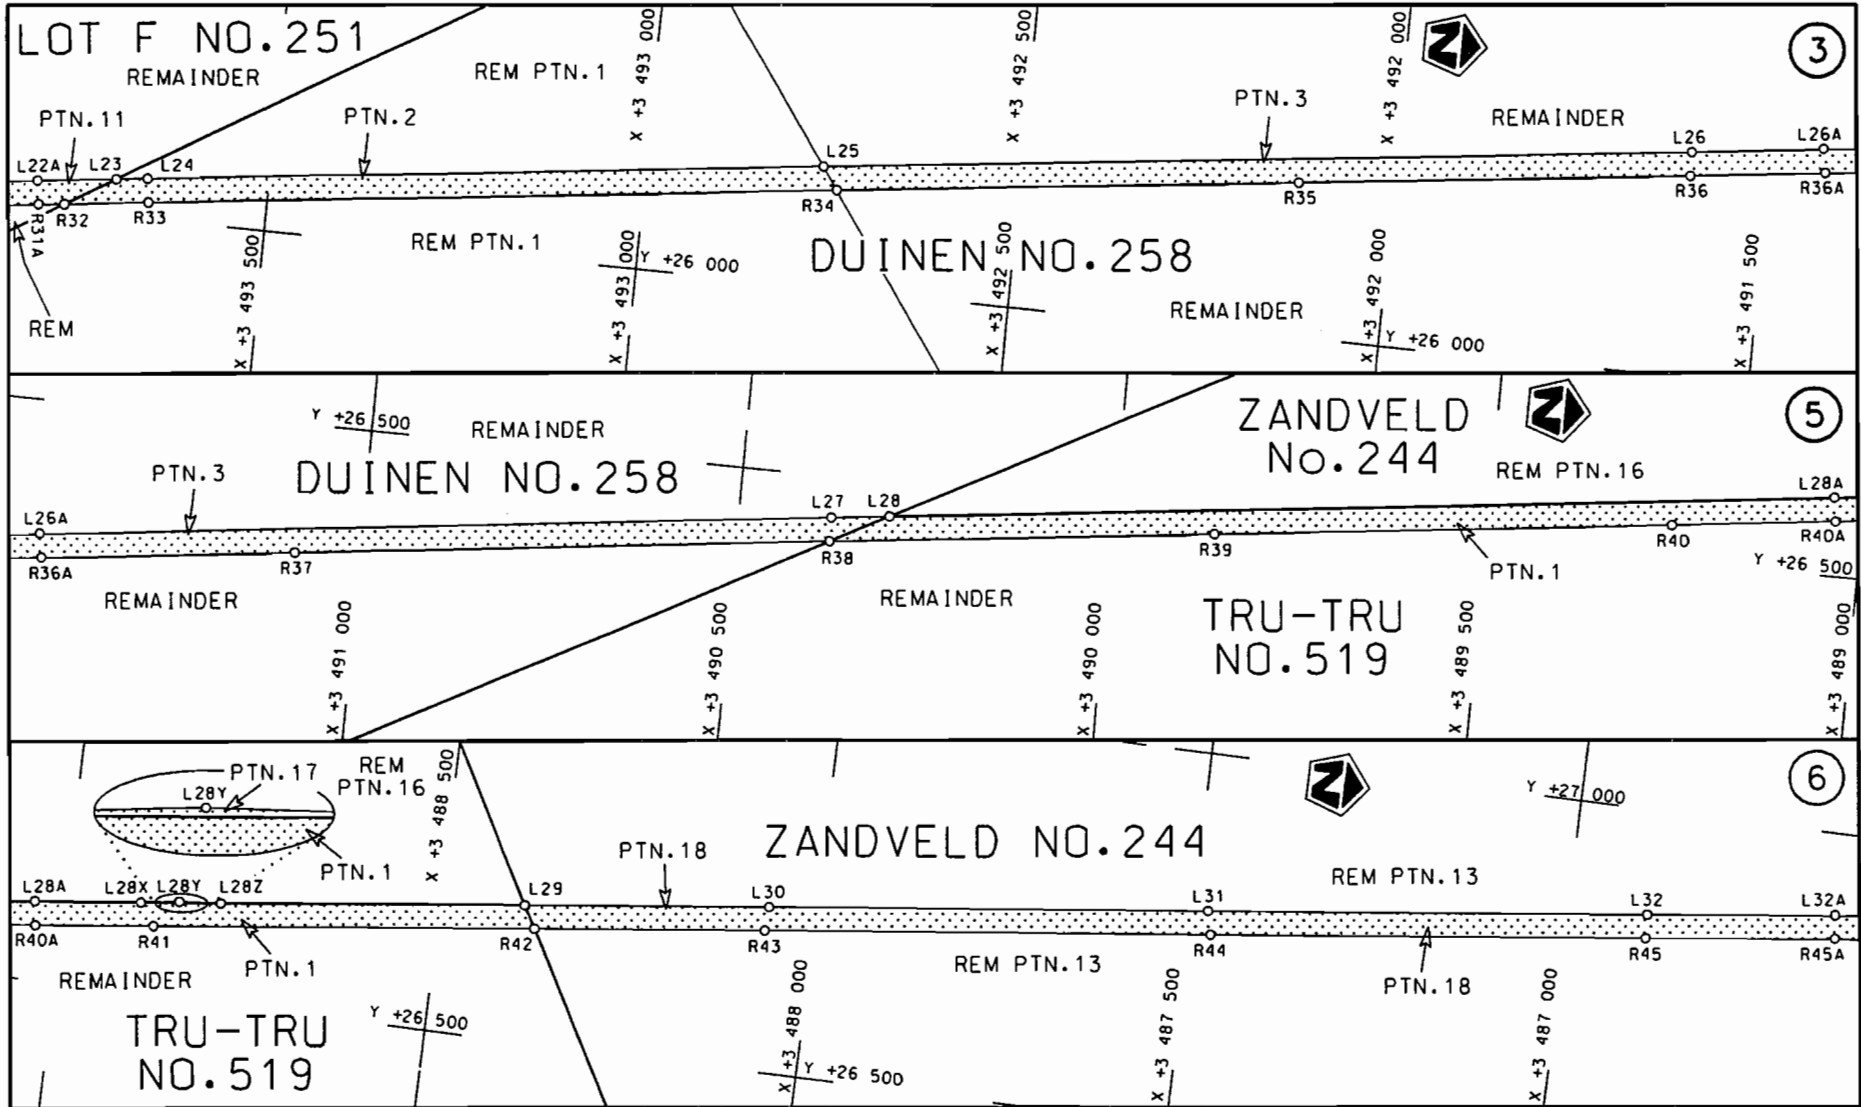 LOT F NO.251
REMAINDER
REM PTN.1
X +3 493 000
X +3 492 500
X +3 492 000
Z
3
PTN.11
PTN.2
PTN.3
REMAINDER
L22A
L23
L24
L25
L26
L26A
R31A
R32
R33
R34
R35
R36
R36A
REM
X +3 493 500
REM PTN.1
X +3 493 000
Y +26 000
DUINEN NO.258
X +3 492 500
REMAINDER
X +3 492 000
Y +26 000
X +3 491 500
Y +26 500
REMAINDER
ZANDVELD
No.244
Z
5
PTN.3
DUINEN NO.258
REM PTN.16
L26A
L27
L28
L28A
R36A
R37
R38
R39
R40
R40A
PTN.1
Y +26 500
REMAINDER
REMAINDER
TRU-TRU
NO.519
X +3 491 000
X +3 490 500
X +3 490 000
X +3 489 500
X +3 489 000
PTN.17
REM
PTN.16
L28Y
PTN.1
X +3 488 500
Z
Y +27 000
6
PTN.18
ZANDVELD NO.244
REM PTN.13
L28A
L28X
L28Y
L28Z
L29
L30
L31
L32
L32A
R40A
R41
R42
R43
R44
R45
R45A
PTN.1
REM PTN.13
PTN.18
REMAINDER
TRU-TRU
NO.519
Y +26 500
X +3 488 000
Y +26 500
X +3 487 500
X +3 487 000